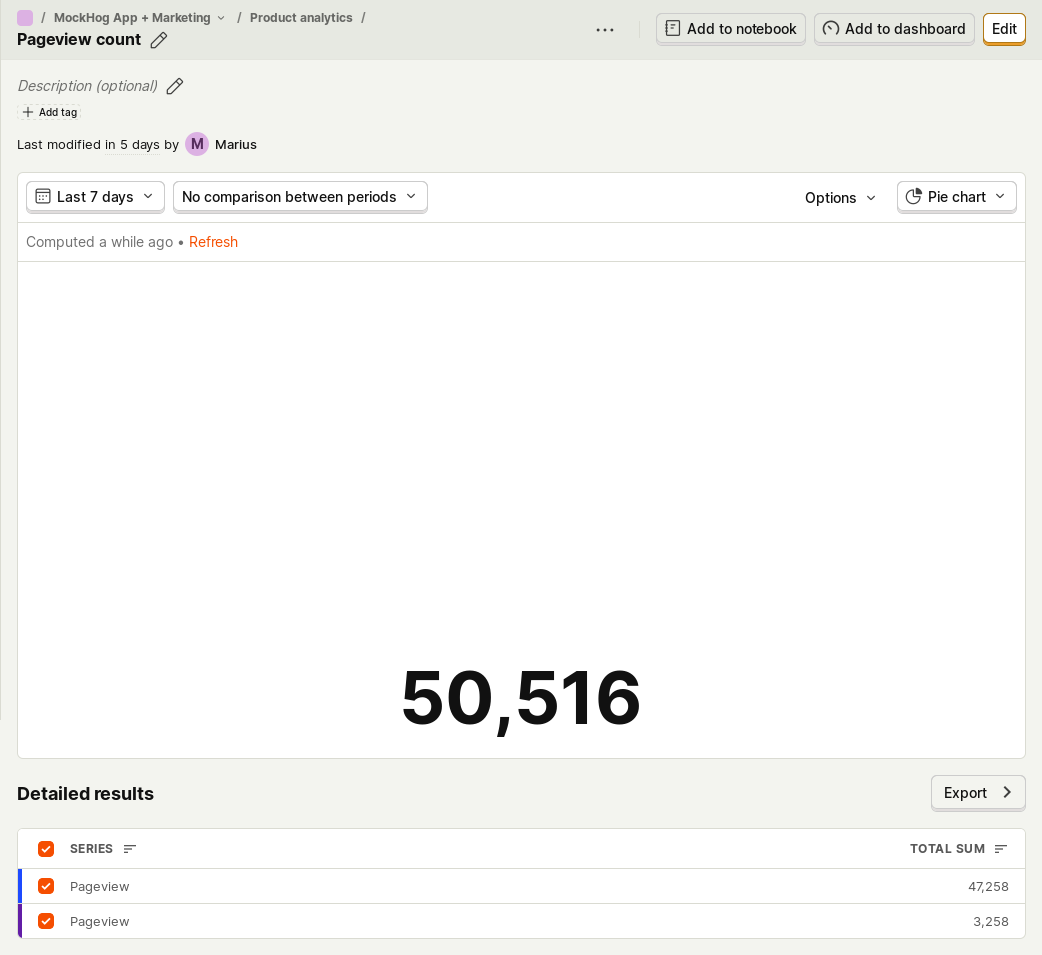 / MockHog App + Marketing / Product analytics /
Pageview count
Add to notebook
Add to dashboard
Edit
Description (optional)
Add tag
Last modified in 5 days by M Marius
Last 7 days
No comparison between periods
Options
Pie chart
Computed a while ago • Refresh
50,516
Detailed results
Export
SERIES TOTAL SUM
Pageview 47,258
Pageview 3,258